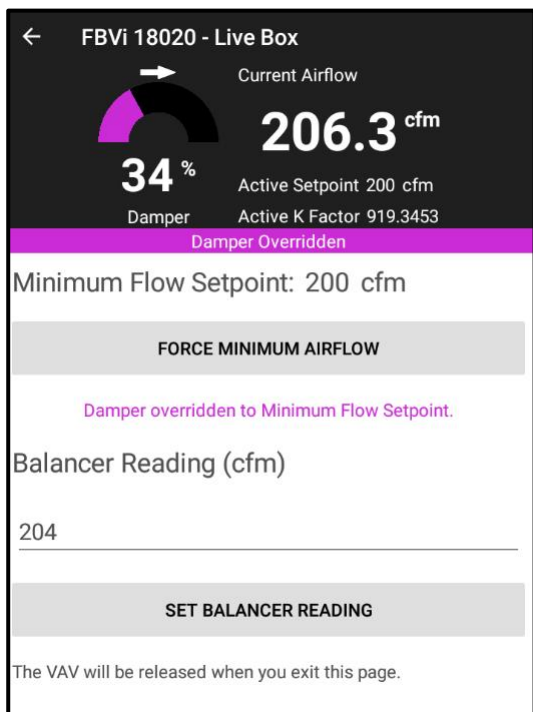 FBVi 18020 - Live Box
Current Airflow
206.3 cfm
34 %
Damper
Active Setpoint 200 cfm
Active K Factor 919.3453
Damper Overridden
Minimum Flow Setpoint: 200 cfm
FORCE MINIMUM AIRFLOW
Damper overridden to Minimum Flow Setpoint.
Balancer Reading (cfm)
204
SET BALANCER READING
The VAV will be released when you exit this page.